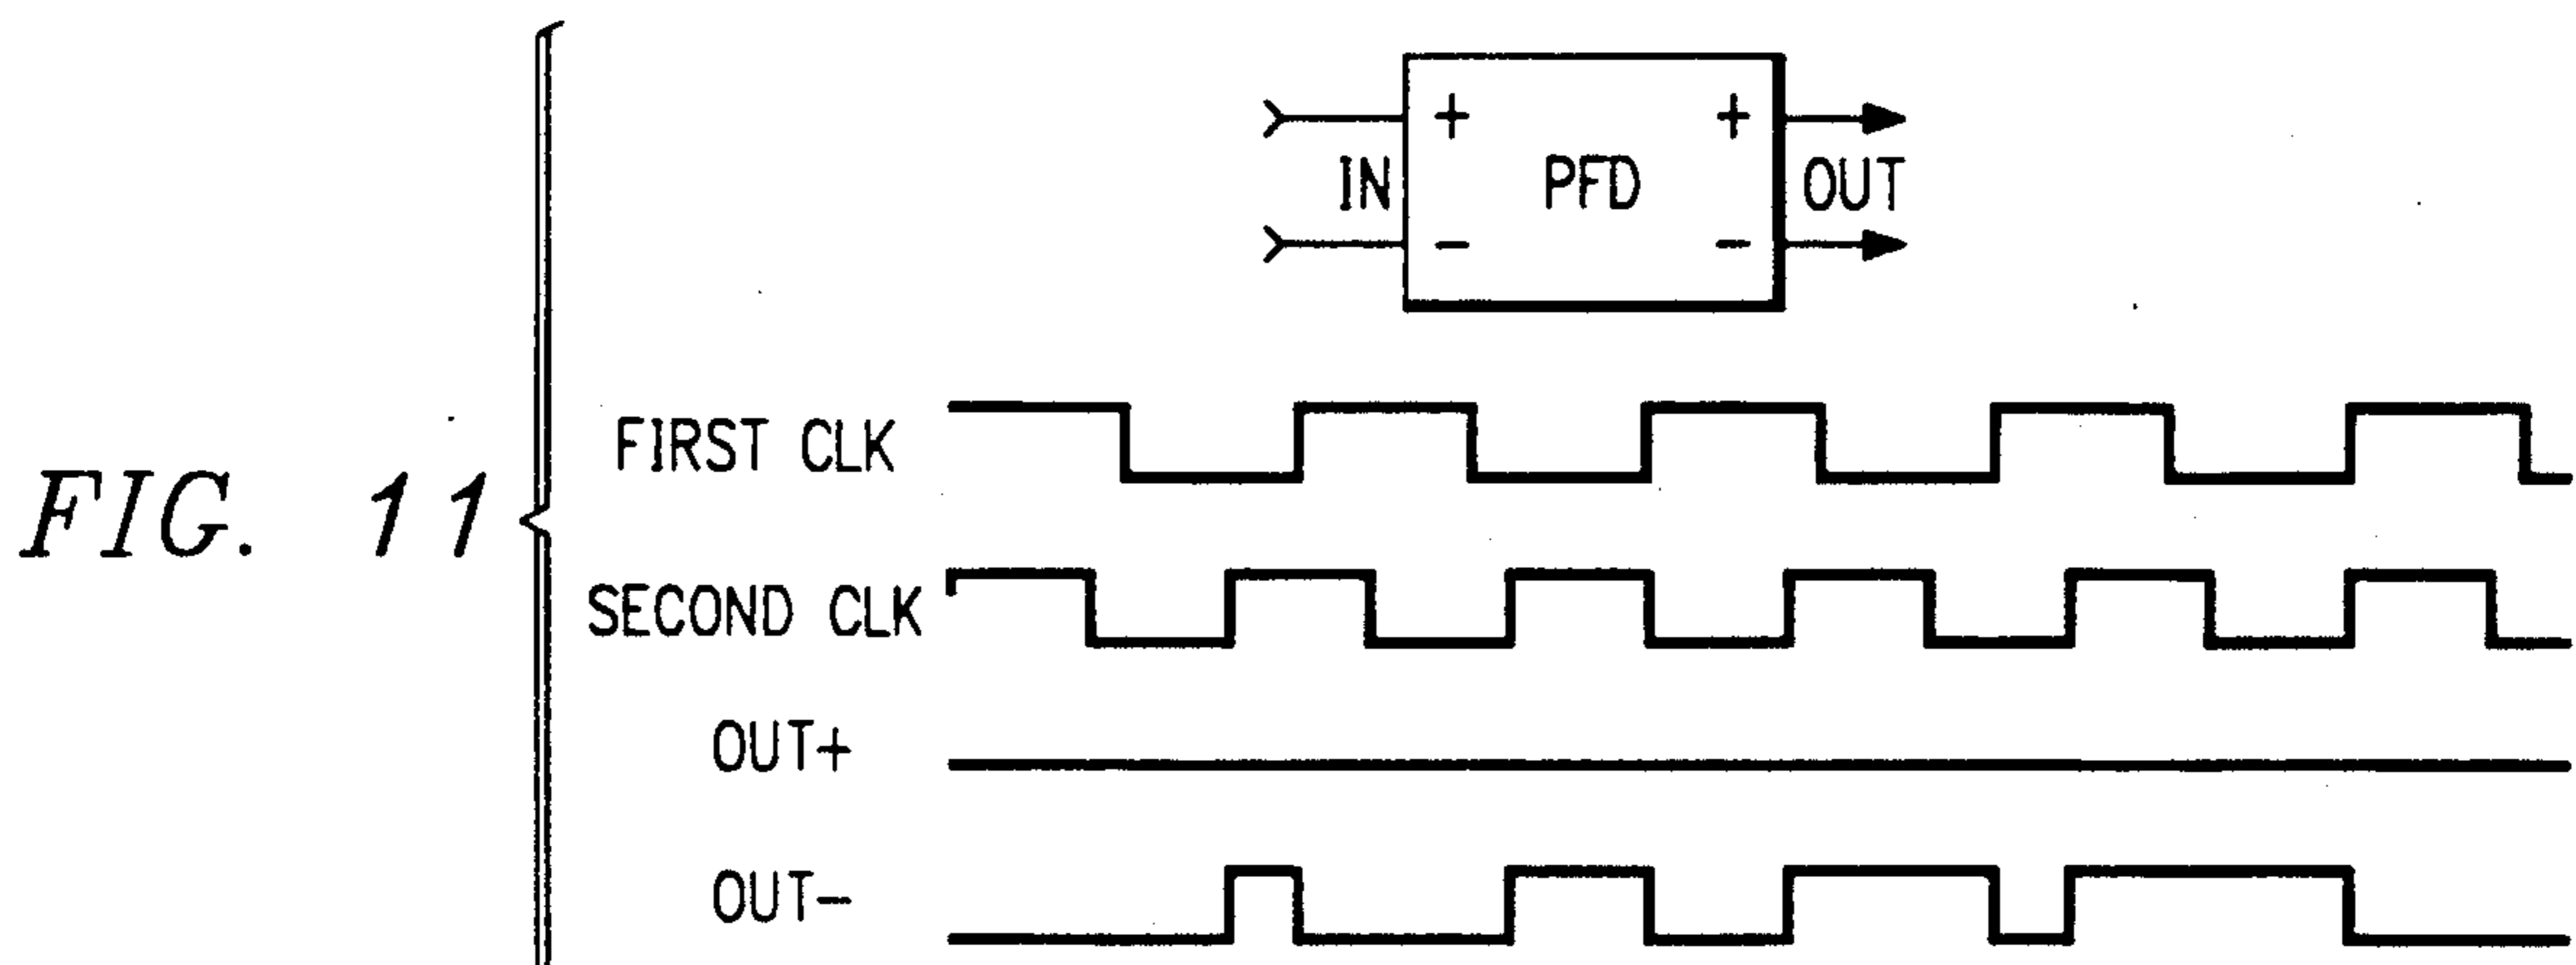 + +
IN PFD OUT
- -
FIRST CLK
FIG. 11
SECOND CLK
OUT+
OUT-